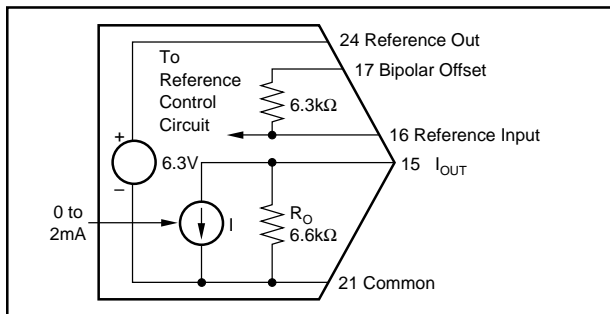 24 Reference Out
17 Bipolar Offset
To
Reference
Control
Circuit
6.3kΩ
16 Reference Input
+
6.3V
–
15 IOUT
0 to
2mA
I
RO
6.6kΩ
21 Common